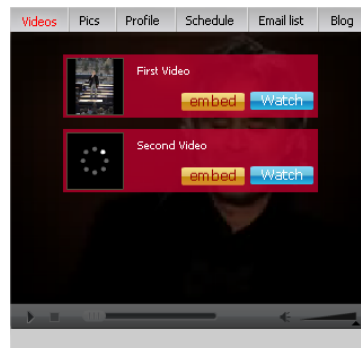 Videos Pics Profile Schedule Email list Blog
First Video
embed Watch
Second Video
embed Watch